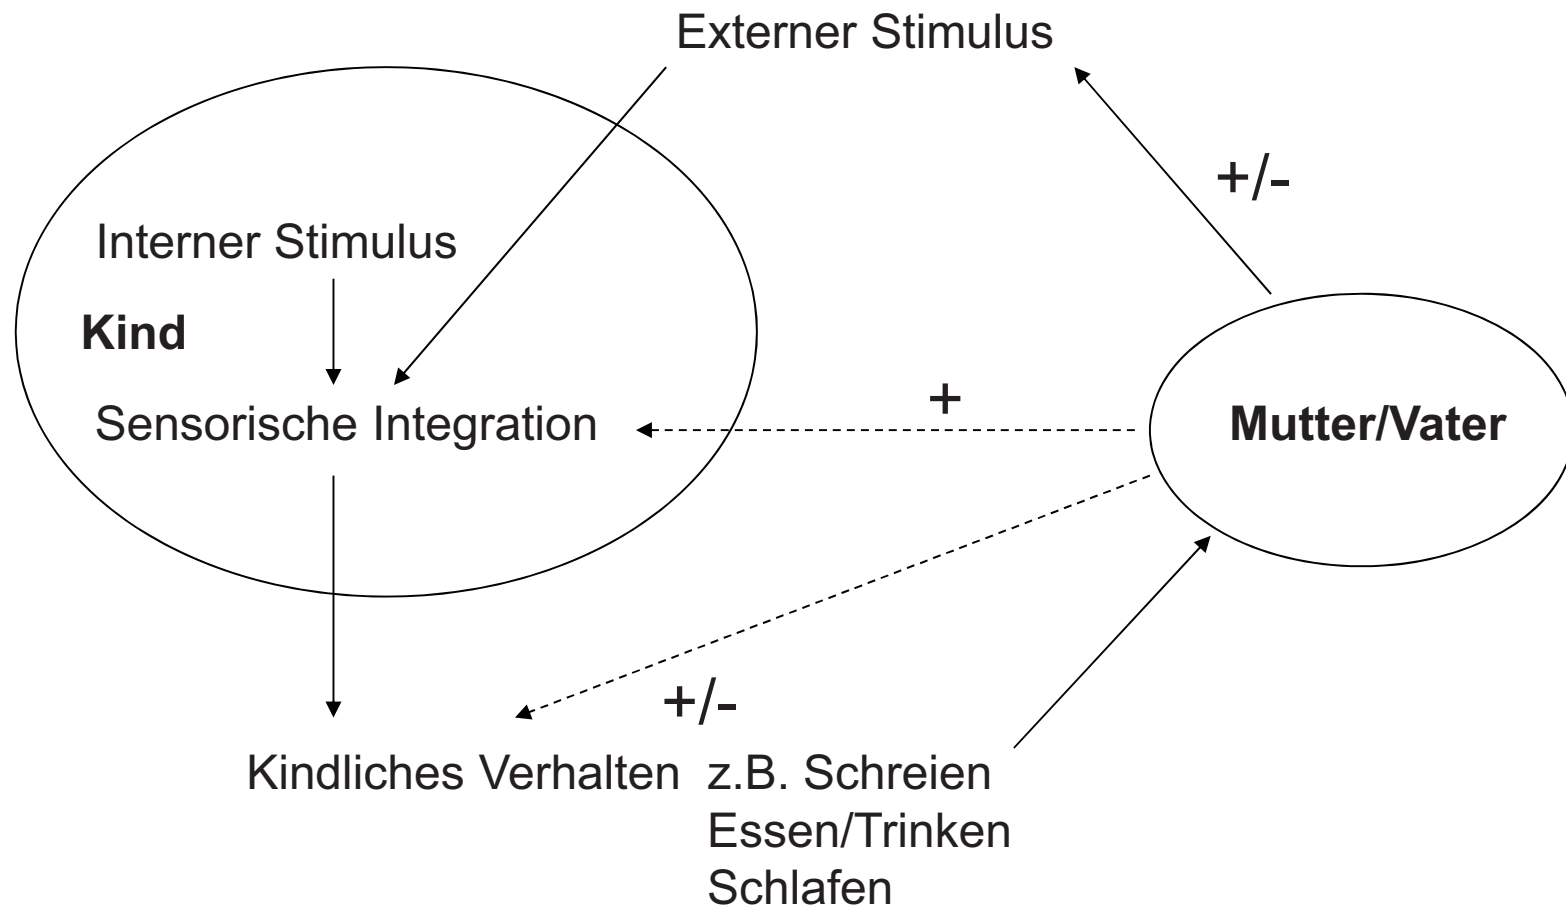 Externer Stimulus
+/-
Interner Stimulus
Kind
+
Sensorische Integration
Mutter/Vater
+/-
Kindliches Verhalten z.B. Schreien
Essen/Trinken
Schlafen